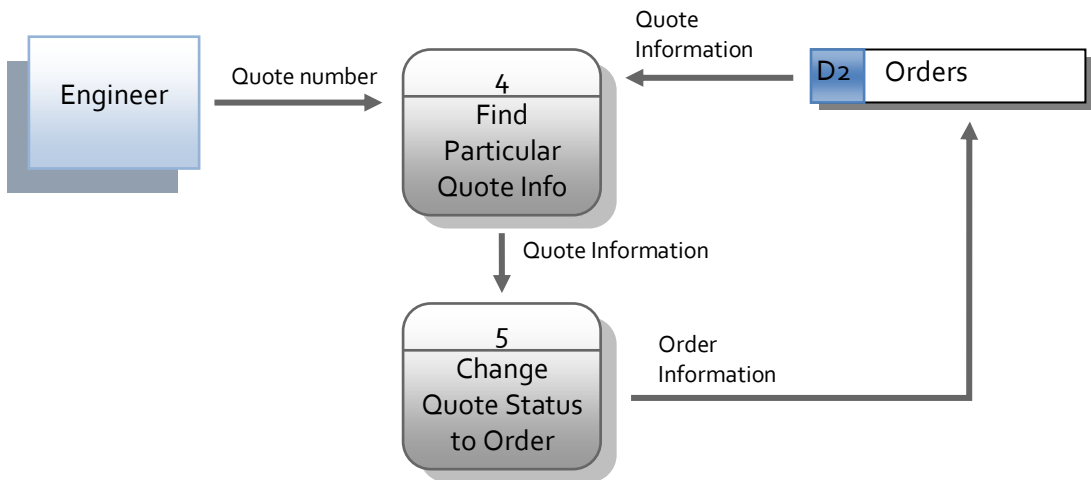 Engineer
Quote number
4
Find
Particular
Quote Info
Quote
Information
D2
Orders
Quote Information
5
Change
Quote Status
to Order
Order
Information